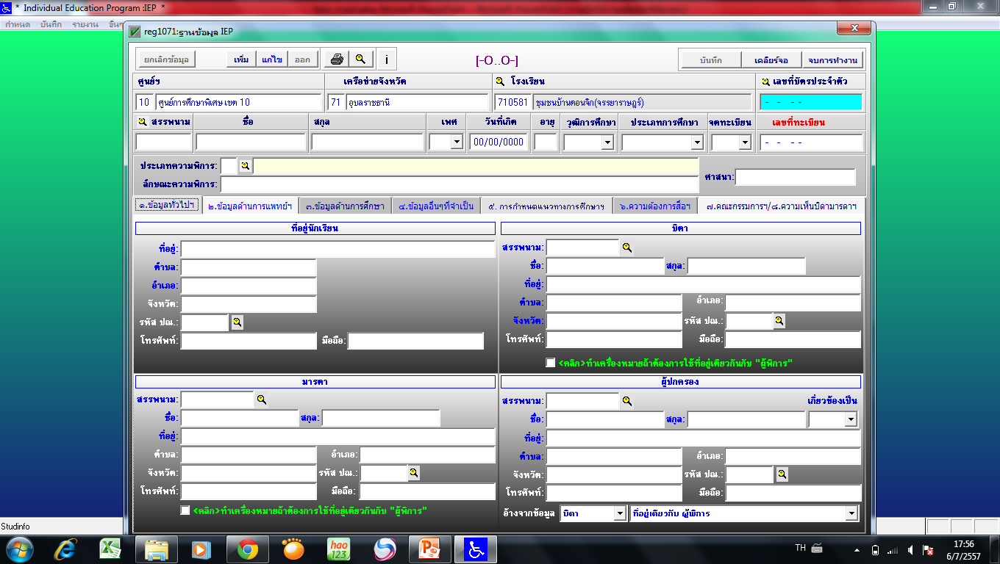 * Individual Education Program :IEP *
กำหนด บันทึก รายงาน อื่นๆ
reg1071:ฐานข้อมูล IEP
ยกเลิกข้อมูล เพิ่ม แก้ไข ออก i [-O..O-] บันทึก เคลียร์จอ จบการทำงาน
ศูนย์ฯ เครือข่ายจังหวัด โรงเรียน เลขที่บัตรประจำตัว
10 ศูนย์การศึกษาพิเศษ เขต 10 71 อุบลราชธานี 710581 ชุมชนบ้านดอนจิก(จรรยาราษฎร์) - - - -
สรรพนาม ชื่อ สกุล เพศ วันที่เกิด อายุ วุฒิการศึกษา ประเภทการศึกษา จดทะเบียน เลขที่ทะเบียน
00/00/0000 - - - -
ประเภทความพิการ:
ลักษณะความพิการ: ศาสนา:
๑.ข้อมูลทั่วไปฯ ๒.ข้อมูลด้านการแพทย์ฯ ๓.ข้อมูลด้านการศึกษา ๔.ข้อมูลอื่นๆที่จำเป็น ๕. การกำหนดแนวทางการศึกษาฯ ๖.ความต้องการสื่อฯ ๗.คณะกรรมการฯ/๘.ความเห็นบิดามารดาฯ
ที่อยู่นักเรียน
ที่อยู่:
ตำบล:
อำเภอ:
จังหวัด:
รหัส ปณ.:
โทรศัพท์: มือถือ:
บิดา
สรรพนาม:
ชื่อ: สกุล:
ที่อยู่:
ตำบล: อำเภอ:
จังหวัด: รหัส ปณ.:
โทรศัพท์: มือถือ:
<คลิก>ทำเครื่องหมายถ้าต้องการใช้ที่อยู่เดียวกันกับ "ผู้พิการ"
มารดา
สรรพนาม:
ชื่อ: สกุล:
ที่อยู่:
ตำบล: อำเภอ:
จังหวัด: รหัส ปณ.:
โทรศัพท์: มือถือ:
<คลิก>ทำเครื่องหมายถ้าต้องการใช้ที่อยู่เดียวกันกับ "ผู้พิการ"
ผู้ปกครอง
สรรพนาม: เกี่ยวข้องเป็น
ชื่อ: สกุล:
ที่อยู่:
ตำบล: อำเภอ:
จังหวัด: รหัส ปณ.:
โทรศัพท์: มือถือ:
อ้างจากข้อมูล บิดา ที่อยู่เดียวกับ ผู้พิการ
Studinfo
hao
123
TH
17:56
6/7/2557